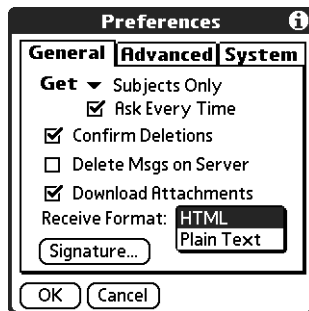 Preferences
General Advanced System
Get Subjects Only
Ask Every Time
Confirm Deletions
Delete Msgs on Server
Download Attachments
Receive Format: HTML
Plain Text
Signature...
OK Cancel